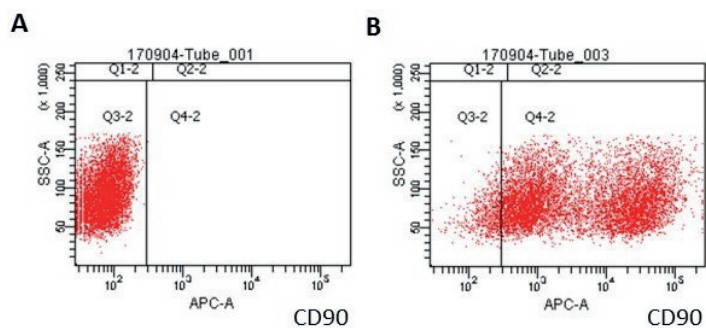 A
170904-Tube_001
Q1-2
Q2-2
Q3-2
Q4-2
(x 1,000)
SSC-A
250
200
150
100
50
10²
10³
10⁴
10⁵
APC-A
CD90
B
170904-Tube_003
Q1-2
Q2-2
Q3-2
Q4-2
(x 1,000)
SSC-A
250
200
150
100
50
10²
10³
10⁴
10⁵
APC-A
CD90